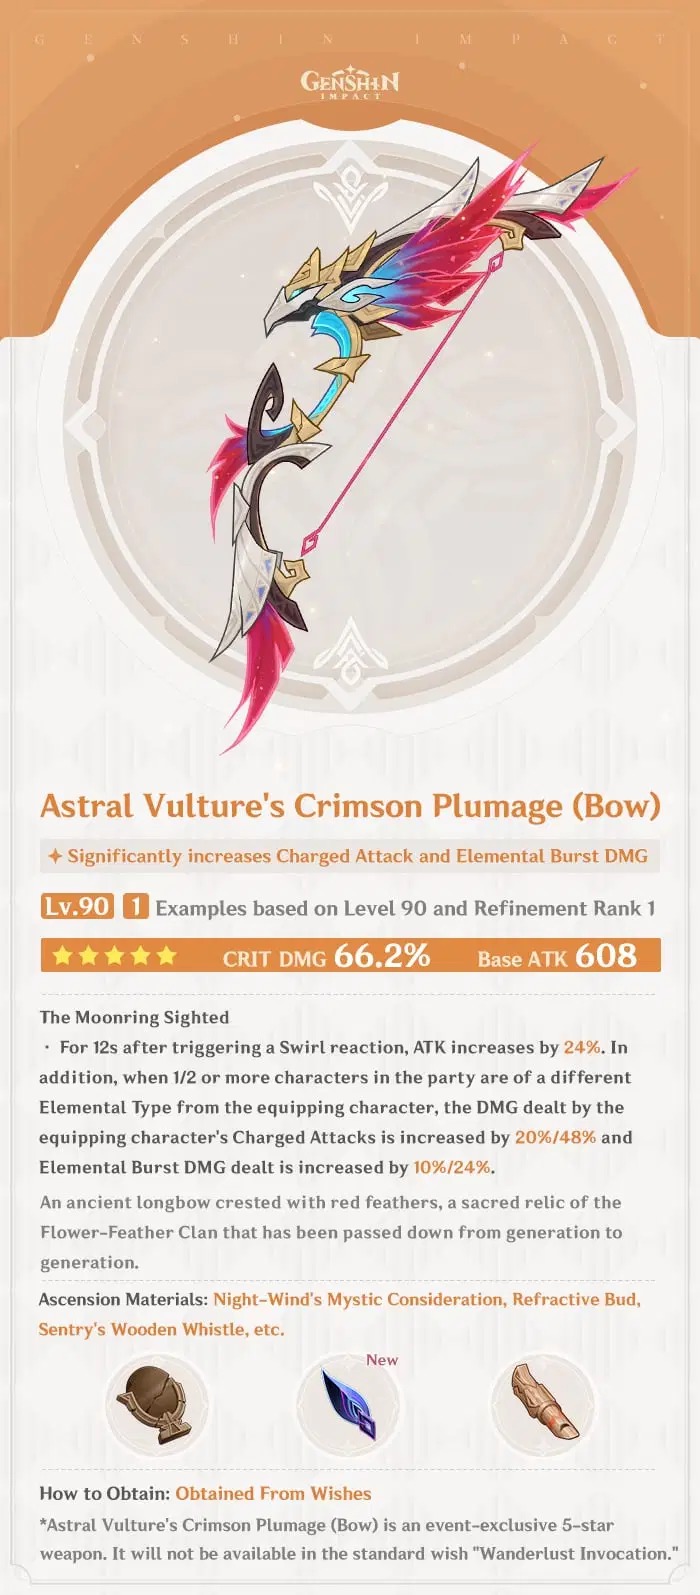 GENSHIN IMPACT
GENSHIN
IMPACT
Astral Vulture's Crimson Plumage (Bow)
Significantly increases Charged Attack and Elemental Burst DMG
Lv.90 1 Examples based on Level 90 and Refinement Rank 1
CRIT DMG 66.2% Base ATK 608
The Moonring Sighted
· For 12s after triggering a Swirl reaction, ATK increases by 24%. In
addition, when 1/2 or more characters in the party are of a different
Elemental Type from the equipping character, the DMG dealt by the
equipping character's Charged Attacks is increased by 20%/48% and
Elemental Burst DMG dealt is increased by 10%/24%.
An ancient longbow crested with red feathers, a sacred relic of the
Flower-Feather Clan that has been passed down from generation to
generation.
Ascension Materials: Night-Wind's Mystic Consideration, Refractive Bud,
Sentry's Wooden Whistle, etc.
New
How to Obtain: Obtained From Wishes
*Astral Vulture's Crimson Plumage (Bow) is an event-exclusive 5-star
weapon. It will not be available in the standard wish "Wanderlust Invocation."